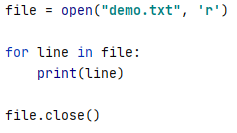 file = open("demo.txt", 'r')

for line in file:
    print(line)

file.close()